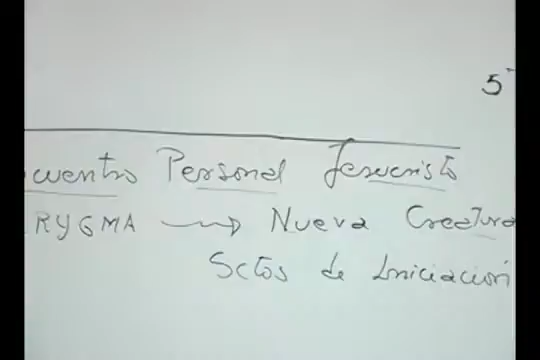 5
cuentro Personal Jesucristo
RYGMA → Nueva Creatura
Sctos de Iniciación